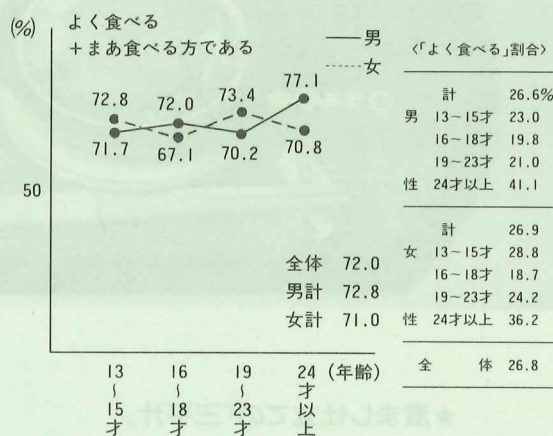 (%)
よく食べる
+まあ食べる方である
男
女
72.8
72.0
73.4
77.1
71.7
67.1
70.2
70.8
50
全体 72.0
男計 72.8
女計 71.0
13~15才
16~18才
19~23才
24才以上
(年齢)
〈「よく食べる」割合〉
計 26.6%
男 13~15才 23.0
16~18才 19.8
19~23才 21.0
性 24才以上 41.1
計 26.9
女 13~15才 28.8
16~18才 18.7
19~23才 24.2
性 24才以上 36.2
全体 26.8